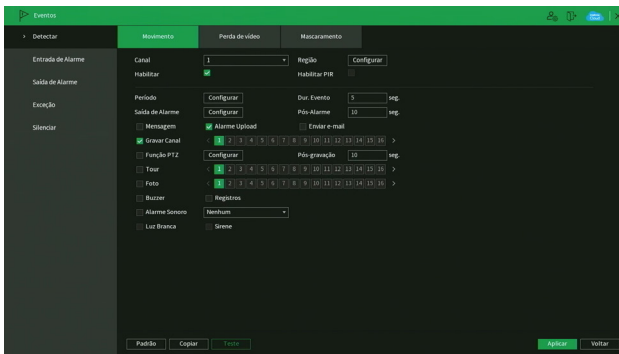 Eventos
Detectar
Entrada de Alarme
Saída de Alarme
Exceção
Silenciar
Movimento Perda de vídeo Mascaramento
Canal 1 Região Configurar
Habilitar Habilitar PIR
Período Configurar Dur. Evento 5 seg.
Saída de Alarme Configurar Pós-Alarme 10 seg.
Mensagem Alarme Upload Enviar e-mail
Gravar Canal < 1 2 3 4 5 6 7 8 9 10 11 12 13 14 15 16 >
Função PTZ Configurar Pós-gravação 10 seg.
Tour < 1 2 3 4 5 6 7 8 9 10 11 12 13 14 15 16 >
Foto < 1 2 3 4 5 6 7 8 9 10 11 12 13 14 15 16 >
Buzzer Registros
Alarme Sonoro Nenhum
Luz Branca Sirene
Padrão Copiar Teste Aplicar Voltar